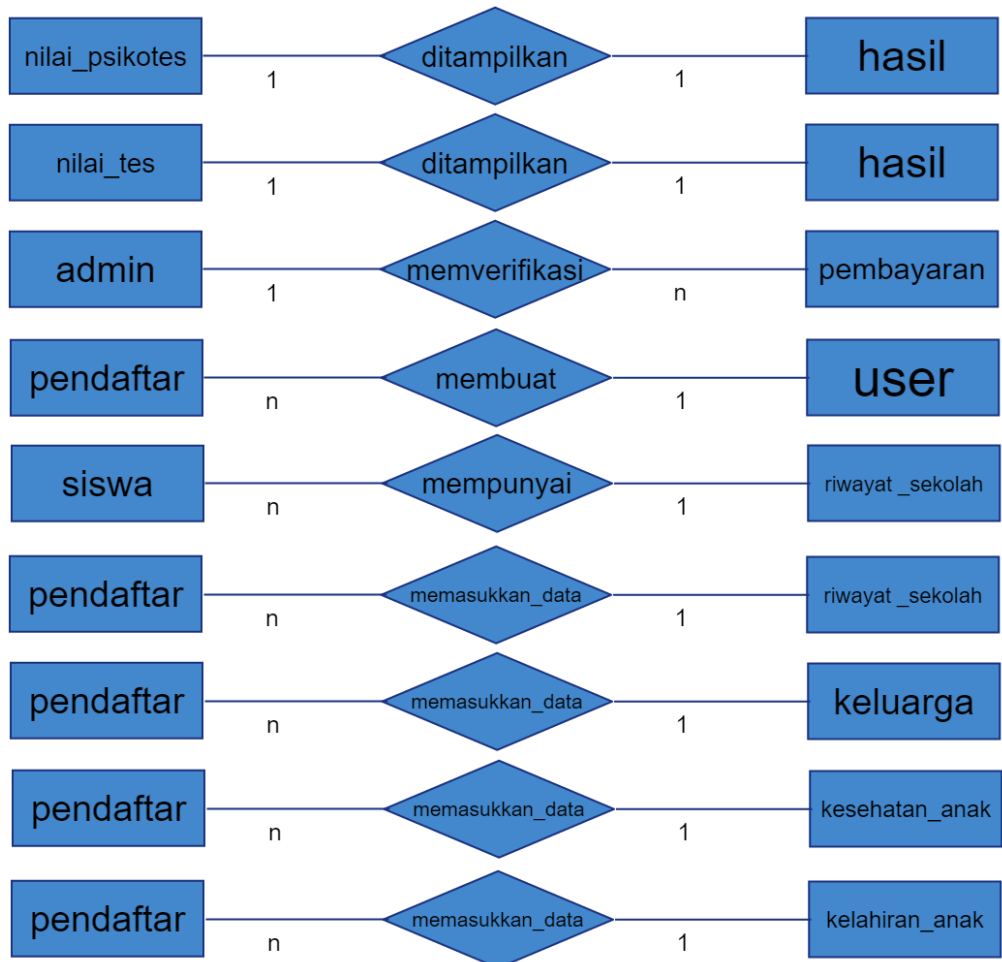 nilai_psikotes ditampilkan hasil
1 1
nilai_tes ditampilkan hasil
1 1
admin memverifikasi pembayaran
1 n
pendaftar membuat user
n 1
siswa mempunyai riwayat _sekolah
n 1
pendaftar memasukkan_data riwayat _sekolah
n 1
pendaftar memasukkan_data keluarga
n 1
pendaftar memasukkan_data kesehatan_anak
n 1
pendaftar memasukkan_data kelahiran_anak
n 1